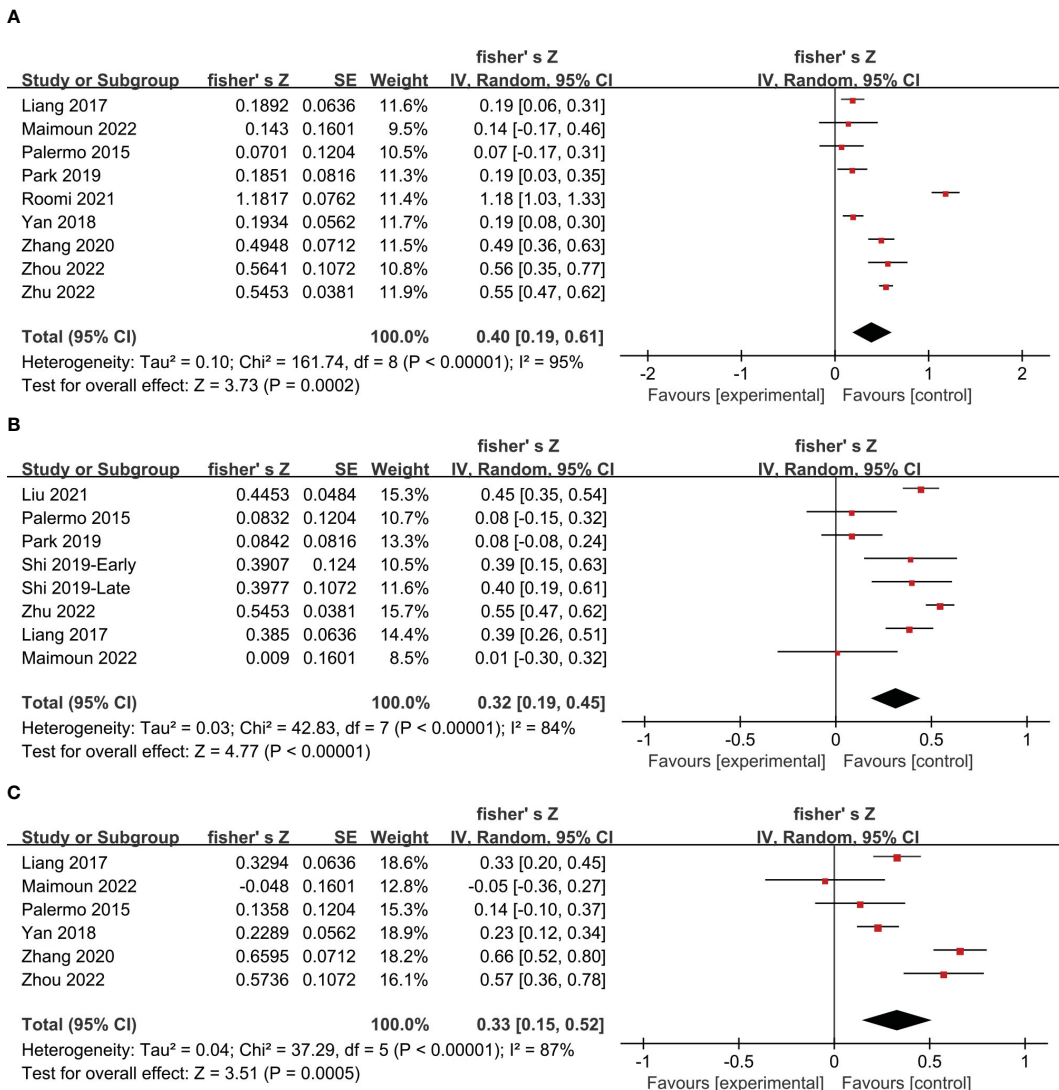 A
fisher' s Z fisher' s Z
Study or Subgroup fisher' s Z SE Weight IV, Random, 95% CI IV, Random, 95% CI
Liang 2017 0.1892 0.0636 11.6% 0.19 [0.06, 0.31]
Maimoun 2022 0.143 0.1601 9.5% 0.14 [-0.17, 0.46]
Palermo 2015 0.0701 0.1204 10.5% 0.07 [-0.17, 0.31]
Park 2019 0.1851 0.0816 11.3% 0.19 [0.03, 0.35]
Roomi 2021 1.1817 0.0762 11.4% 1.18 [1.03, 1.33]
Yan 2018 0.1934 0.0562 11.7% 0.19 [0.08, 0.30]
Zhang 2020 0.4948 0.0712 11.5% 0.49 [0.36, 0.63]
Zhou 2022 0.5641 0.1072 10.8% 0.56 [0.35, 0.77]
Zhu 2022 0.5453 0.0381 11.9% 0.55 [0.47, 0.62]
Total (95% CI) 100.0% 0.40 [0.19, 0.61]
Heterogeneity: Tau² = 0.10; Chi² = 161.74, df = 8 (P < 0.00001); I² = 95%
Test for overall effect: Z = 3.73 (P = 0.0002)
-2 -1 0 1 2
Favours [experimental] Favours [control]
B
fisher' s Z fisher' s Z
Study or Subgroup fisher' s Z SE Weight IV, Random, 95% CI IV, Random, 95% CI
Liu 2021 0.4453 0.0484 15.3% 0.45 [0.35, 0.54]
Palermo 2015 0.0832 0.1204 10.7% 0.08 [-0.15, 0.32]
Park 2019 0.0842 0.0816 13.3% 0.08 [-0.08, 0.24]
Shi 2019-Early 0.3907 0.124 10.5% 0.39 [0.15, 0.63]
Shi 2019-Late 0.3977 0.1072 11.6% 0.40 [0.19, 0.61]
Zhu 2022 0.5453 0.0381 15.7% 0.55 [0.47, 0.62]
Liang 2017 0.385 0.0636 14.4% 0.39 [0.26, 0.51]
Maimoun 2022 0.009 0.1601 8.5% 0.01 [-0.30, 0.32]
Total (95% CI) 100.0% 0.32 [0.19, 0.45]
Heterogeneity: Tau² = 0.03; Chi² = 42.83, df = 7 (P < 0.00001); I² = 84%
Test for overall effect: Z = 4.77 (P < 0.00001)
-1 -0.5 0 0.5 1
Favours [experimental] Favours [control]
C
fisher' s Z fisher' s Z
Study or Subgroup fisher' s Z SE Weight IV, Random, 95% CI IV, Random, 95% CI
Liang 2017 0.3294 0.0636 18.6% 0.33 [0.20, 0.45]
Maimoun 2022 -0.048 0.1601 12.8% -0.05 [-0.36, 0.27]
Palermo 2015 0.1358 0.1204 15.3% 0.14 [-0.10, 0.37]
Yan 2018 0.2289 0.0562 18.9% 0.23 [0.12, 0.34]
Zhang 2020 0.6595 0.0712 18.2% 0.66 [0.52, 0.80]
Zhou 2022 0.5736 0.1072 16.1% 0.57 [0.36, 0.78]
Total (95% CI) 100.0% 0.33 [0.15, 0.52]
Heterogeneity: Tau² = 0.04; Chi² = 37.29, df = 5 (P < 0.00001); I² = 87%
Test for overall effect: Z = 3.51 (P = 0.0005)
-1 -0.5 0 0.5 1
Favours [experimental] Favours [control]